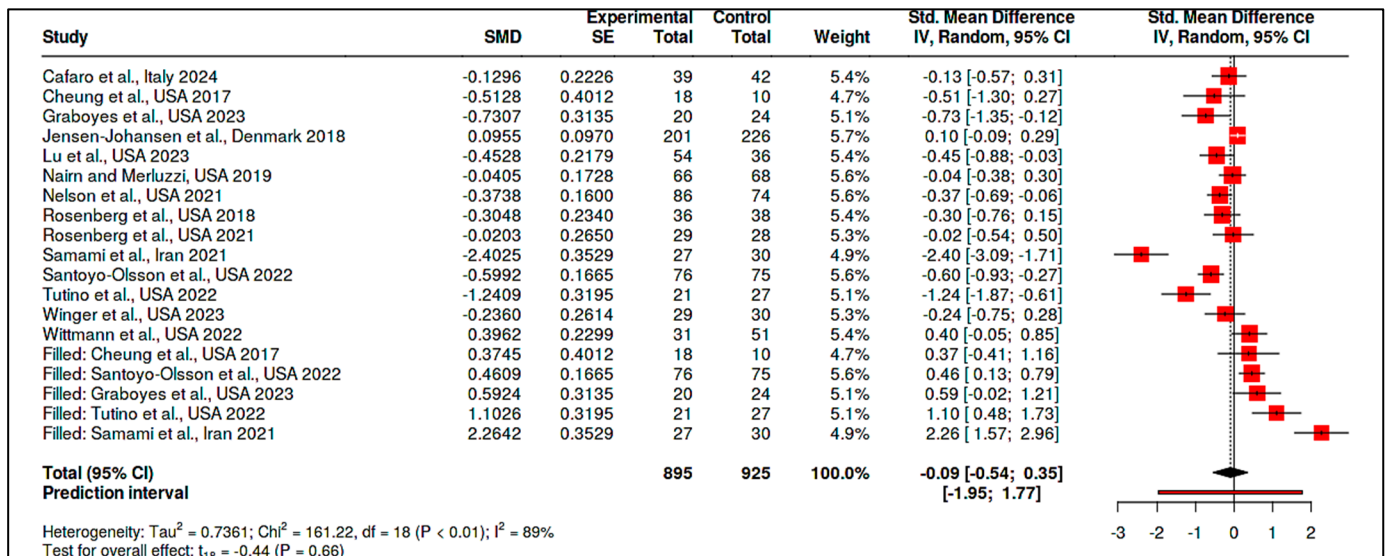 Experimental Control Std. Mean Difference Std. Mean Difference
Study SMD SE Total Total Weight IV, Random, 95% CI IV, Random, 95% CI
Cafaro et al., Italy 2024 -0.1296 0.2226 39 42 5.4% -0.13 [-0.57; 0.31]
Cheung et al., USA 2017 -0.5128 0.4012 18 10 4.7% -0.51 [-1.30; 0.27]
Graboyes et al., USA 2023 -0.7307 0.3135 20 24 5.1% -0.73 [-1.35; -0.12]
Jensen-Johansen et al., Denmark 2018 0.0955 0.0970 201 226 5.7% 0.10 [-0.09; 0.29]
Lu et al., USA 2023 -0.4528 0.2179 54 36 5.4% -0.45 [-0.88; -0.03]
Nairn and Merluzzi, USA 2019 -0.0405 0.1728 66 68 5.6% -0.04 [-0.38; 0.30]
Nelson et al., USA 2021 -0.3738 0.1600 86 74 5.6% -0.37 [-0.69; -0.06]
Rosenberg et al., USA 2018 -0.3048 0.2340 36 38 5.4% -0.30 [-0.76; 0.15]
Rosenberg et al., USA 2021 -0.0203 0.2650 29 28 5.3% -0.02 [-0.54; 0.50]
Samami et al., Iran 2021 -2.4025 0.3529 27 30 4.9% -2.40 [-3.09; -1.71]
Santoyo-Olsson et al., USA 2022 -0.5992 0.1665 76 75 5.6% -0.60 [-0.93; -0.27]
Tutino et al., USA 2022 -1.2409 0.3195 21 27 5.1% -1.24 [-1.87; -0.61]
Winger et al., USA 2023 -0.2360 0.2614 29 30 5.3% -0.24 [-0.75; 0.28]
Wittmann et al., USA 2022 0.3962 0.2299 31 51 5.4% 0.40 [-0.05; 0.85]
Filled: Cheung et al., USA 2017 0.3745 0.4012 18 10 4.7% 0.37 [-0.41; 1.16]
Filled: Santoyo-Olsson et al., USA 2022 0.4609 0.1665 76 75 5.6% 0.46 [0.13; 0.79]
Filled: Graboyes et al., USA 2023 0.5924 0.3135 20 24 5.1% 0.59 [-0.02; 1.21]
Filled: Tutino et al., USA 2022 1.1026 0.3195 21 27 5.1% 1.10 [0.48; 1.73]
Filled: Samami et al., Iran 2021 2.2642 0.3529 27 30 4.9% 2.26 [1.57; 2.96]
Total (95% CI) 895 925 100.0% -0.09 [-0.54; 0.35]
Prediction interval [-1.95; 1.77]
-3 -2 -1 0 1 2
Heterogeneity: Tau² = 0.7361; Chi² = 161.22, df = 18 (P < 0.01); I² = 89%
Test for overall effect: t₁₈ = -0.44 (P = 0.66)